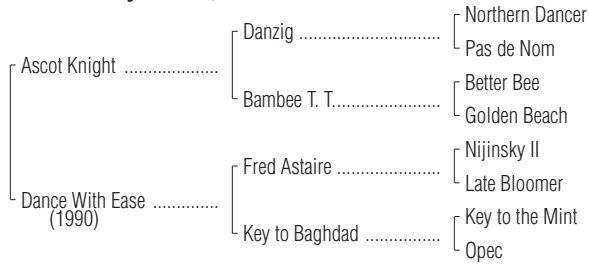 Northern Dancer
Danzig ..............................
Pas de Nom
Ascot Knight ....................
Better Bee
Bambee T. T.......................
Golden Beach
Nijinsky II
Fred Astaire ......................
Late Bloomer
Dance With Ease ..............
(1990)
Key to the Mint
Key to Baghdad ................
Opec